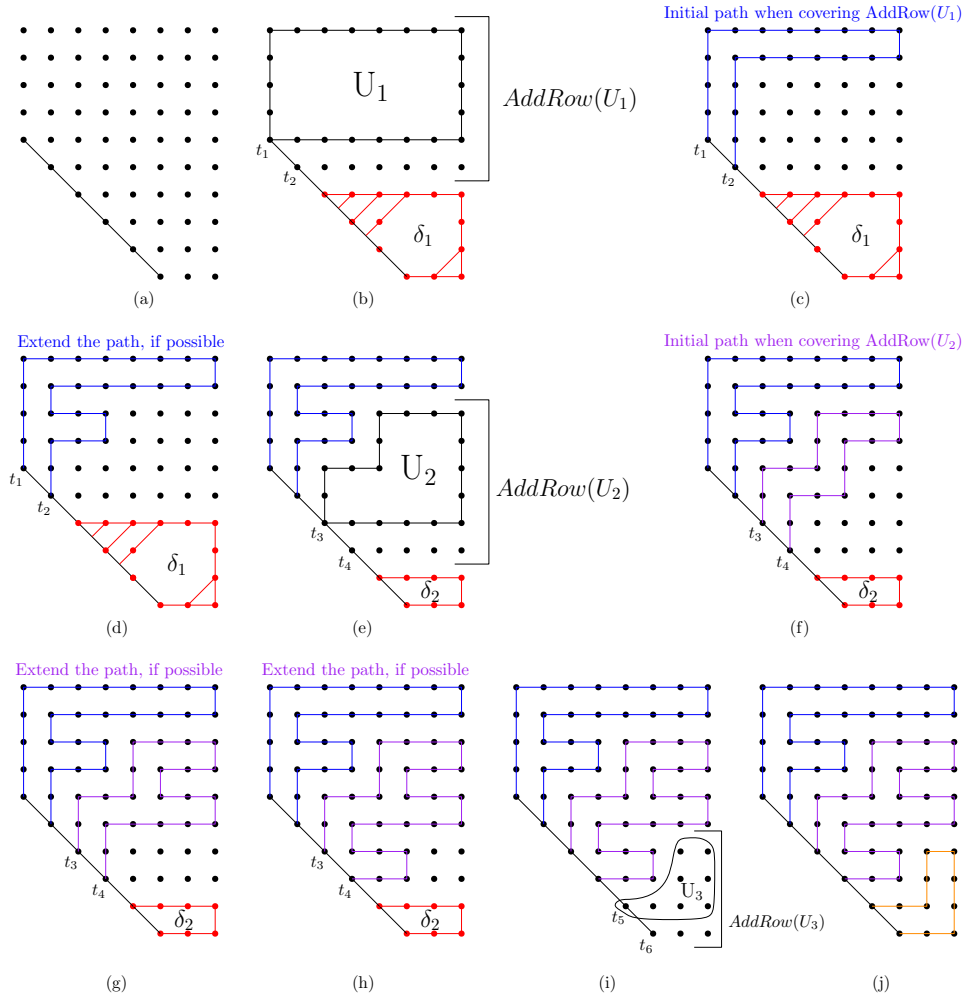 Initial path when covering AddRow(U₁)
U₁
AddRow(U₁)
t₁
t₂
δ₁
t₁
t₂
δ₁
(a)
(b)
(c)
Extend the path, if possible
Initial path when covering AddRow(U₂)
U₂
AddRow(U₂)
t₁
t₂
t₃
t₄
t₃
t₄
δ₁
δ₂
δ₂
(d)
(e)
(f)
Extend the path, if possible
Extend the path, if possible
t₃
t₄
t₃
t₄
U₃
t₅
t₆
AddRow(U₃)
δ₂
δ₂
(g)
(h)
(i)
(j)